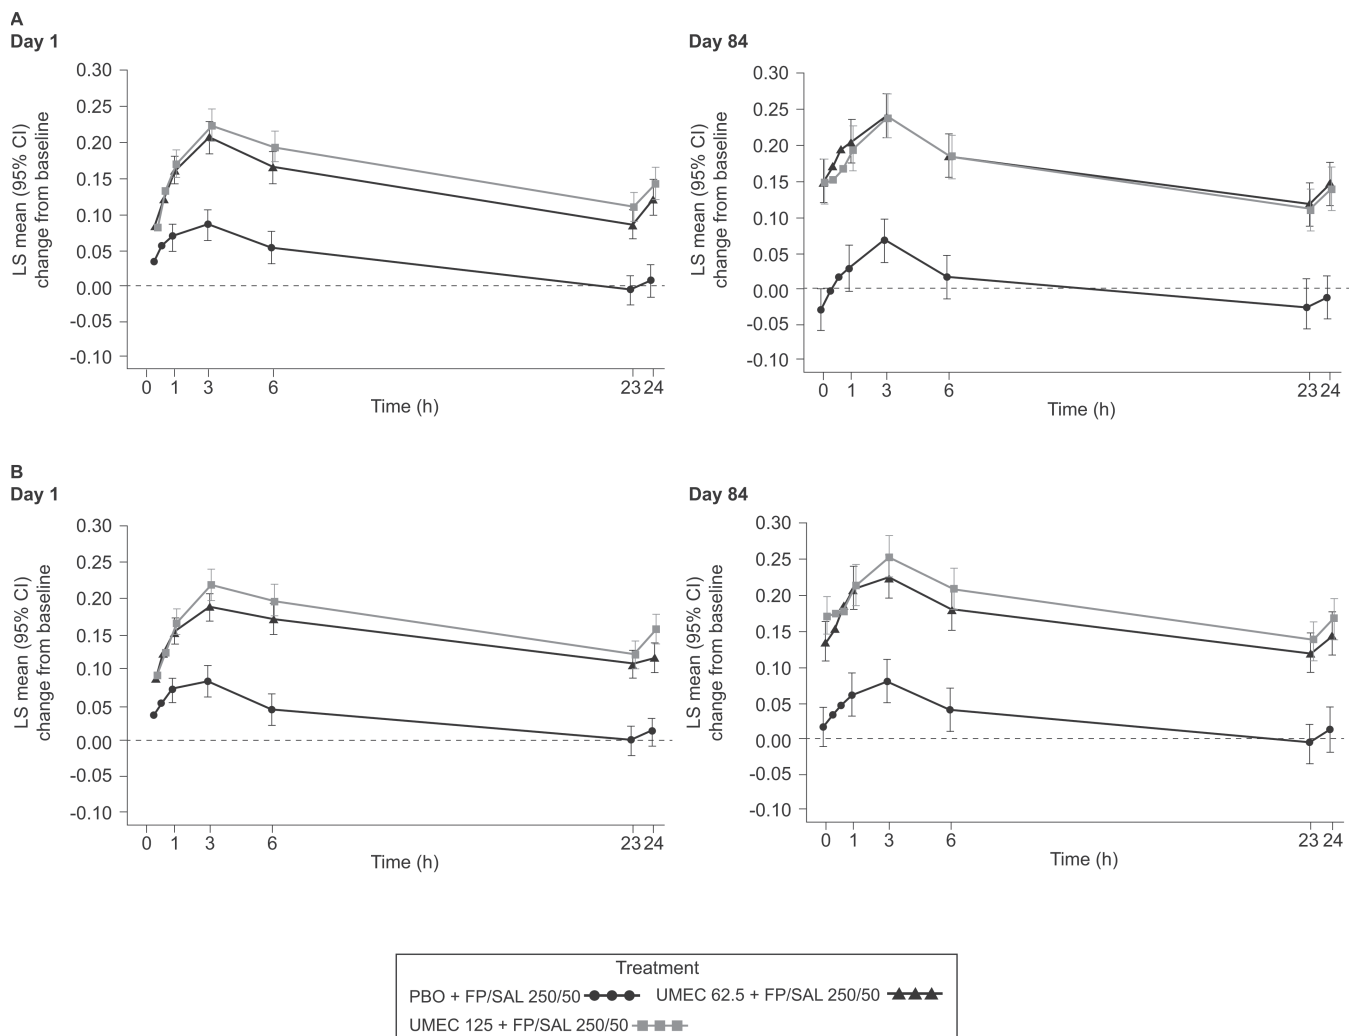 A
Day 1
Day 84
LS mean (95% CI)
change from baseline
0.30
0.25
0.20
0.15
0.10
0.05
0.00
-0.05
-0.10
0 1 3 6 23 24
Time (h)
LS mean (95% CI)
change from baseline
0.30
0.25
0.20
0.15
0.10
0.05
0.00
-0.05
-0.10
0 1 3 6 23 24
Time (h)
B
Day 1
Day 84
LS mean (95% CI)
change from baseline
0.30
0.25
0.20
0.15
0.10
0.05
0.00
-0.05
-0.10
0 1 3 6 23 24
Time (h)
LS mean (95% CI)
change from baseline
0.30
0.25
0.20
0.15
0.10
0.05
0.00
-0.05
-0.10
0 1 3 6 23 24
Time (h)
Treatment
PBO + FP/SAL 250/50 UMEC 62.5 + FP/SAL 250/50
UMEC 125 + FP/SAL 250/50